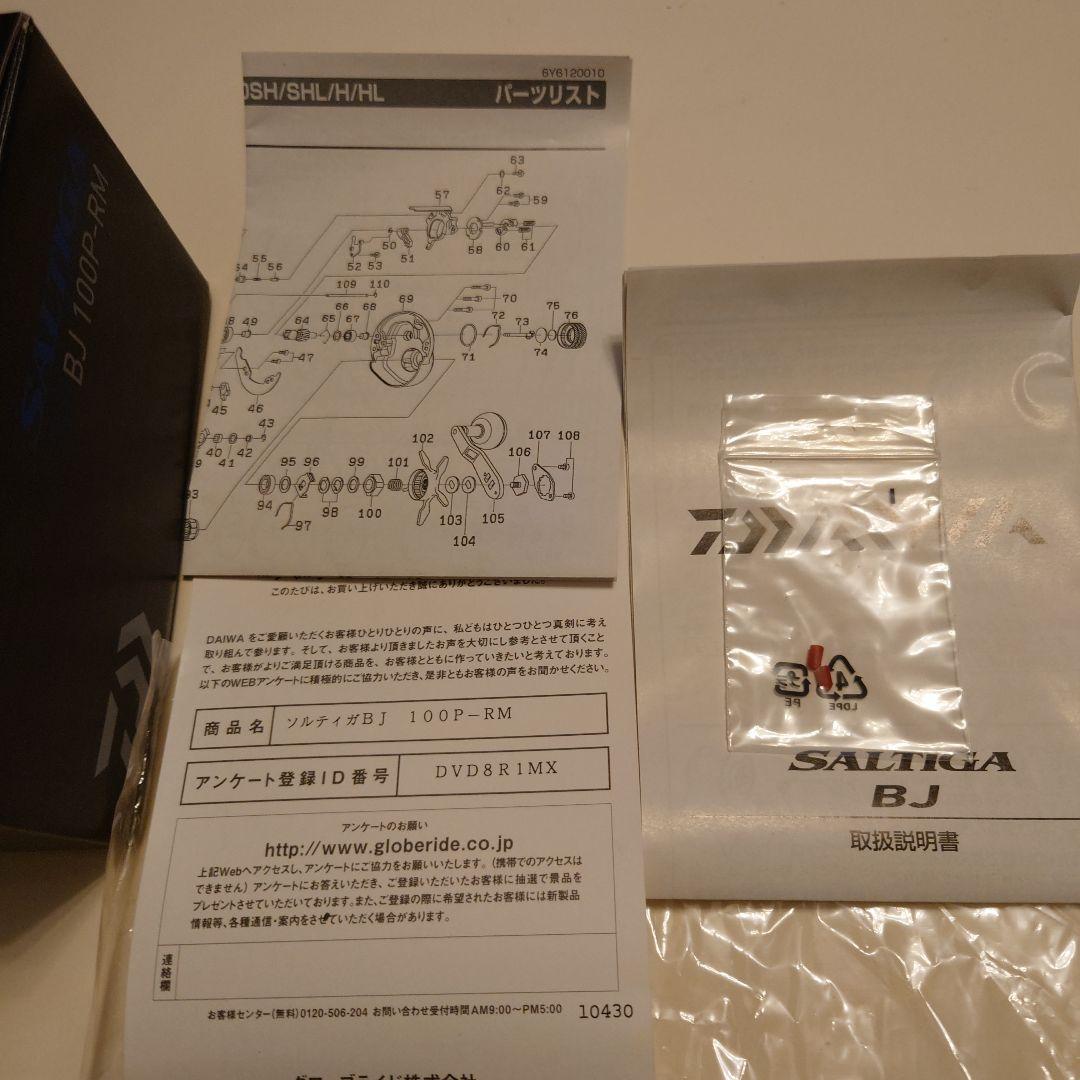 SALTIGA
BJ 100P-RM
6Y6120010
SH/SHL/H/HL パーツリスト
63
62
59
57
50
51
52
53
58
60
61
55
56
109
110
69
70
72
73
75
76
49
64
65
66
67
68
71
74
47
45
46
43
40
41
42
102
107
108
106
95
96
99
101
94
97
98
100
103
104
105
このたびは、お買い上げいただき誠にありがとうございました。
DAIWA をご愛顧いただくお客様ひとりひとりの声に、私どもはひとつひとつ真剣に考え
取り組んで参ります。そして、お客様より頂きましたお声を大切にし参考とさせて頂くこと
で、お客様がよりご満足頂ける商品を、お客様とともに作っていきたいと考えております。
以下のWEBアンケートに積極的にご協力いただき、是非ともお客様の声をお聞かせください。
商品名 ソルティガBJ 100P-RM
アンケート登録ID番号 DVD8R1MX
アンケートのお願い
http://www.globeride.co.jp
上記Webへアクセスし、アンケートにご協力をお願いいたします。(携帯でのアクセスは
できません)アンケートにお答えいただき、ご登録いただいたお客様に抽選で景品を
プレゼントさせていただいております。また、ご登録の際に希望されたお客様には新製品
情報等、各種通信・案内をさせていただく場合があります。
連絡欄
お客様センター(無料)0120-506-204 お問い合わせ受付時間AM9:00～PM5:00 10430
グローブライド株式会社
DAIWA
PE
4
LDPE
SALTIGA
BJ
取扱説明書